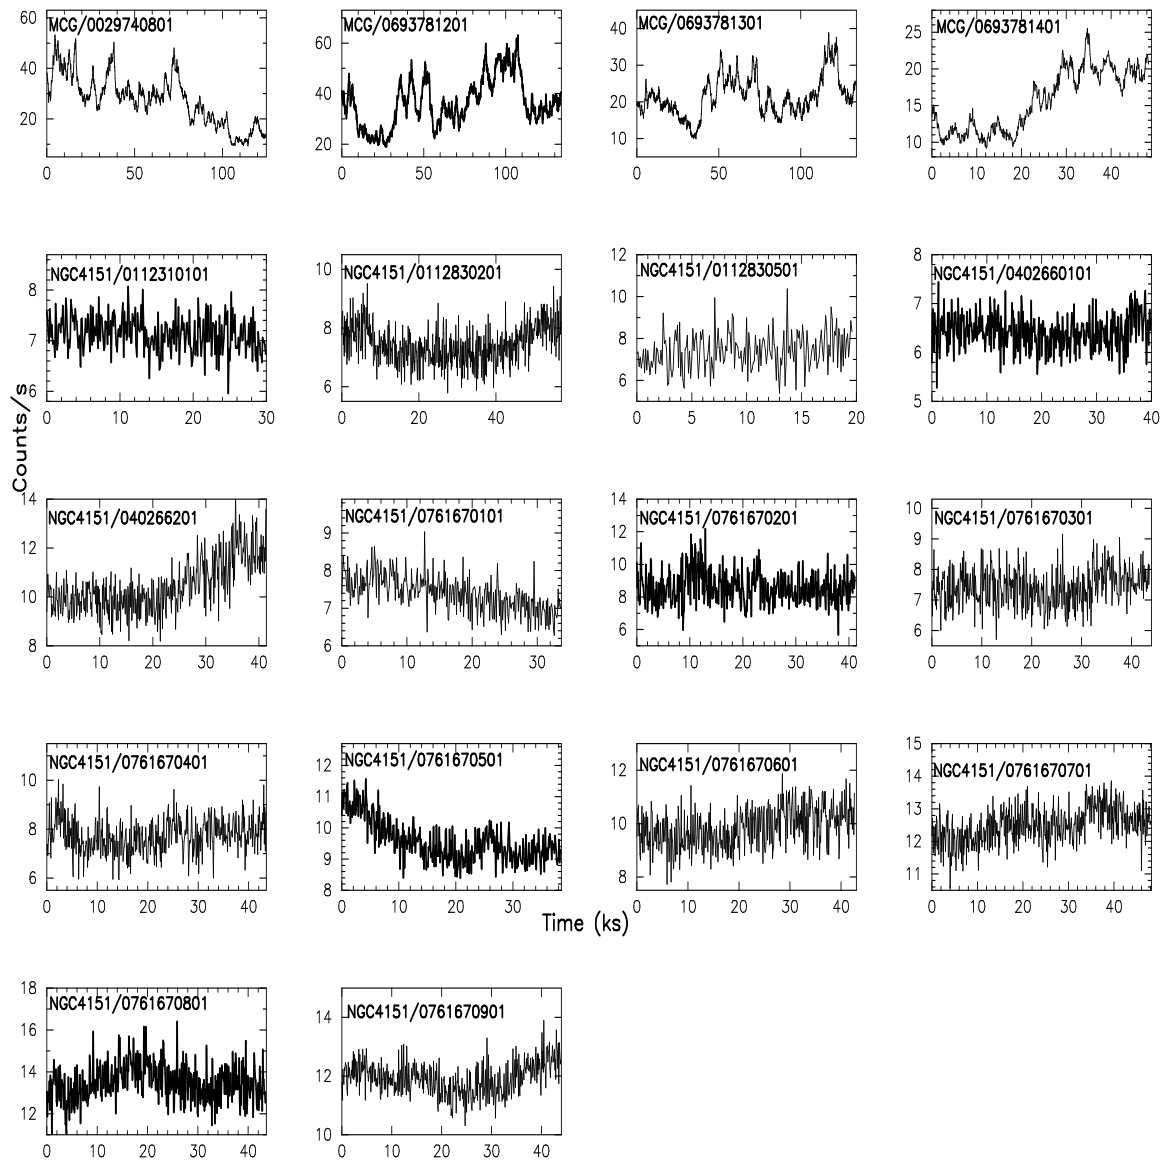 MCG/0029740801
MCG/0693781201
MCG/0693781301
MCG/0693781401
60
40
20
0 50 100
60
40
20
0 50 100
40
30
20
10
0 50 100
25
20
15
10
0 10 20 30 40
NGC4151/0112310101
NGC4151/0112830201
NGC4151/0112830501
NGC4151/0402660101
8
7
6
0 10 20 30
10
8
6
0 20 40
12
10
8
6
0 5 10 15 20
8
7
6
5
0 10 20 30 40
Counts/s
NGC4151/040266201
NGC4151/0761670101
NGC4151/0761670201
NGC4151/0761670301
14
12
10
8
0 10 20 30 40
9
8
7
6
0 10 20 30
14
12
10
8
6
0 10 20 30 40
10
9
8
7
6
0 10 20 30 40
NGC4151/0761670401
NGC4151/0761670501
NGC4151/0761670601
NGC4151/0761670701
10
8
6
0 10 20 30 40
12
11
10
9
8
0 10 20 30
12
10
8
0 10 20 30 40
15
14
13
12
11
0 10 20 30 40
Time (ks)
NGC4151/0761670801
NGC4151/0761670901
18
16
14
12
0 10 20 30 40
14
12
10
0 10 20 30 40